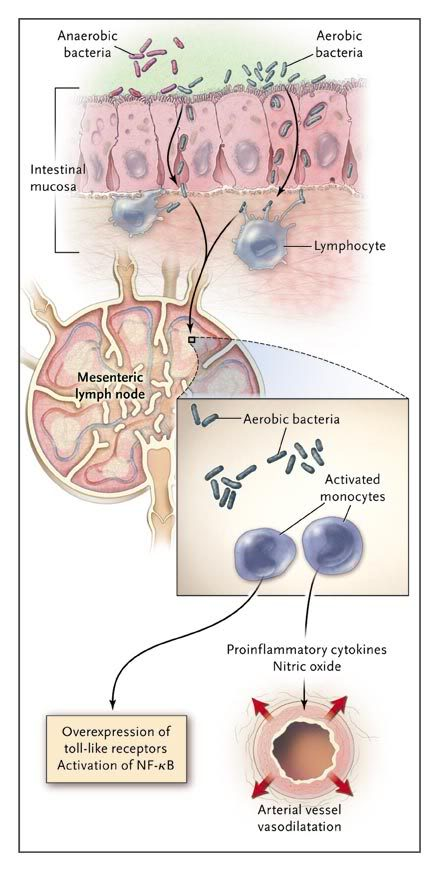 Anaerobic
bacteria
Aerobic
bacteria
Intestinal
mucosa
Lymphocyte
Mesenteric
lymph node
Aerobic bacteria
Activated
monocytes
Proinflammatory cytokines
Nitric oxide
Overexpression of
toll-like receptors
Activation of NF-κB
Arterial vessel
vasodilatation